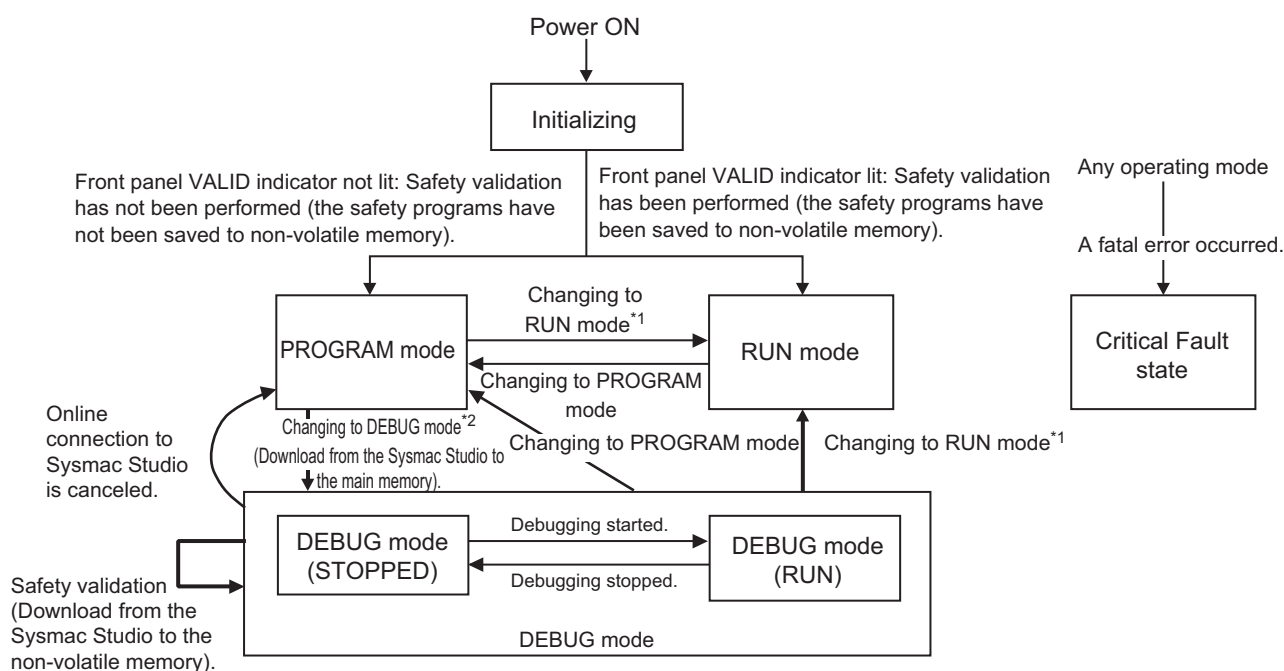 Power ON
Initializing
Front panel VALID indicator not lit: Safety validation
has not been performed (the safety programs have
not been saved to non-volatile memory).
Front panel VALID indicator lit: Safety validation
has been performed (the safety programs have
been saved to non-volatile memory).
Any operating mode
A fatal error occurred.
Critical Fault
state
PROGRAM mode
Changing to
RUN mode*1
RUN mode
Changing to PROGRAM
mode
Online
connection to
Sysmac Studio
is canceled.
Changing to DEBUG mode*2
(Download from the Sysmac Studio to
the main memory).
Changing to PROGRAM mode
Changing to RUN mode*1
DEBUG mode
(STOPPED)
Debugging started.
Debugging stopped.
DEBUG mode
(RUN)
DEBUG mode
Safety validation
(Download from the
Sysmac Studio to the
non-volatile memory).